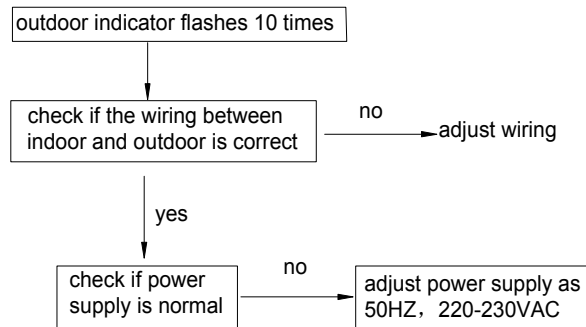 outdoor indicator flashes 10 times
check if the wiring between
indoor and outdoor is correct
no
adjust wiring
yes
check if power
supply is normal
no
adjust power supply as
50HZ，220-230VAC